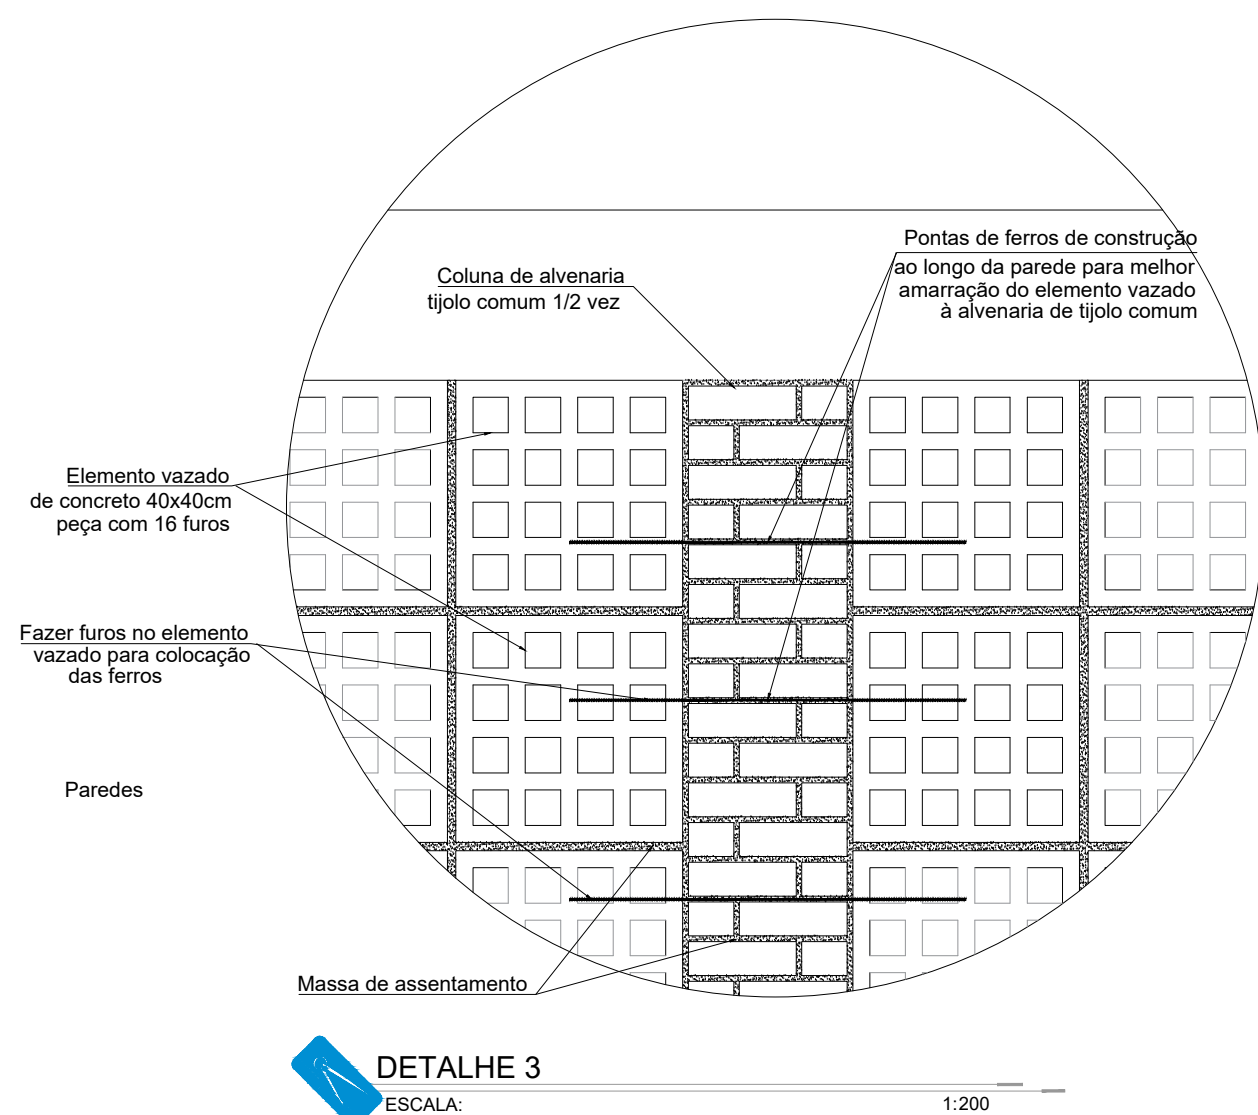 Pontas de ferros de construção
ao longo da parede para melhor
amarração do elemento vazado
à alvenaria de tijolo comum
Coluna de alvenaria
tijolo comum 1/2 vez
Elemento vazado
de concreto 40x40cm
peça com 16 furos
Fazer furos no elemento
vazado para colocação
das ferros
Paredes
Massa de assentamento
DETALHE 3
ESCALA: 1:200